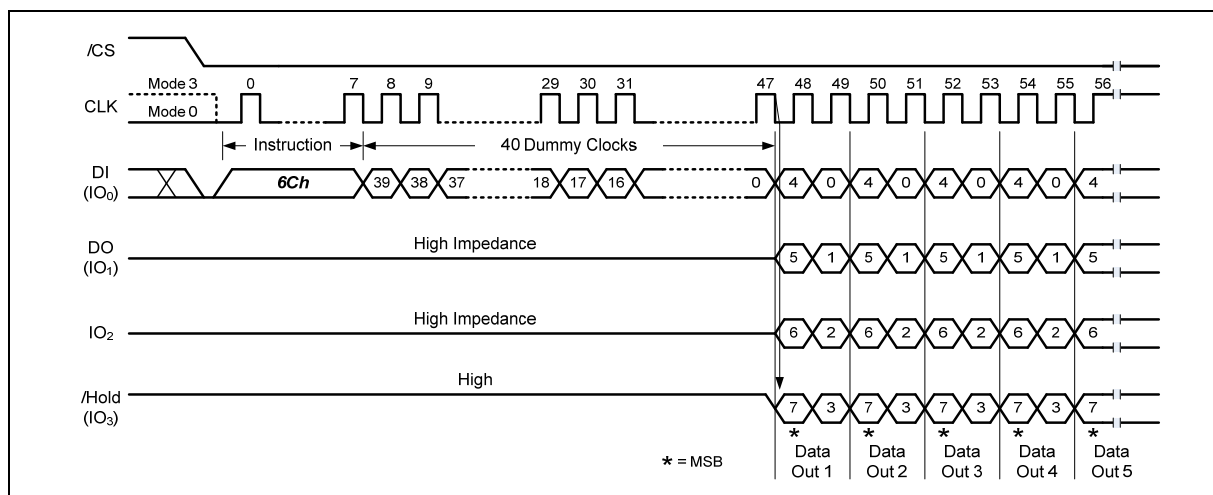 /CS
Mode 3 0 7 8 9 29 30 31 47 48 49 50 51 52 53 54 55 56
CLK
Mode 0
Instruction 40 Dummy Clocks
DI
(IO₀)
6Ch 39 38 37 18 17 16 0 4 0 4 0 4 0 4 0 4
High Impedance
DO
(IO₁)
5 1 5 1 5 1 5 1 5
High Impedance
IO₂
6 2 6 2 6 2 6 2 6
High
/Hold
(IO₃)
7 3 7 3 7 3 7 3 7
* * * * *
* = MSB
Data Data Data Data Data
Out 1 Out 2 Out 3 Out 4 Out 5